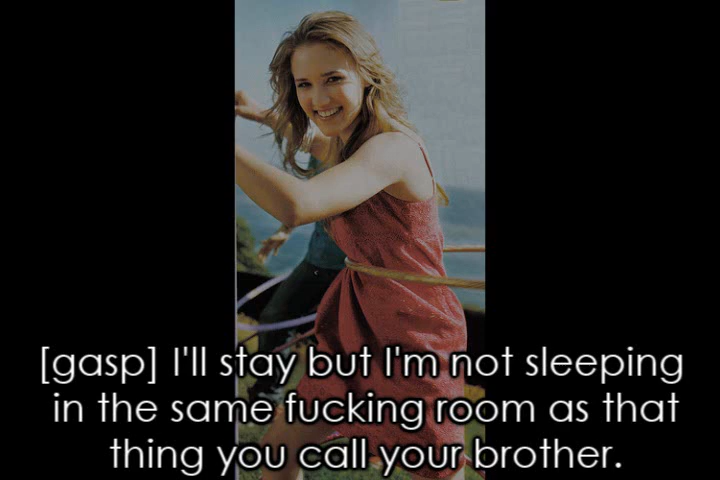 [gasp] I'll stay but I'm not sleeping
in the same fucking room as that
thing you call your brother.